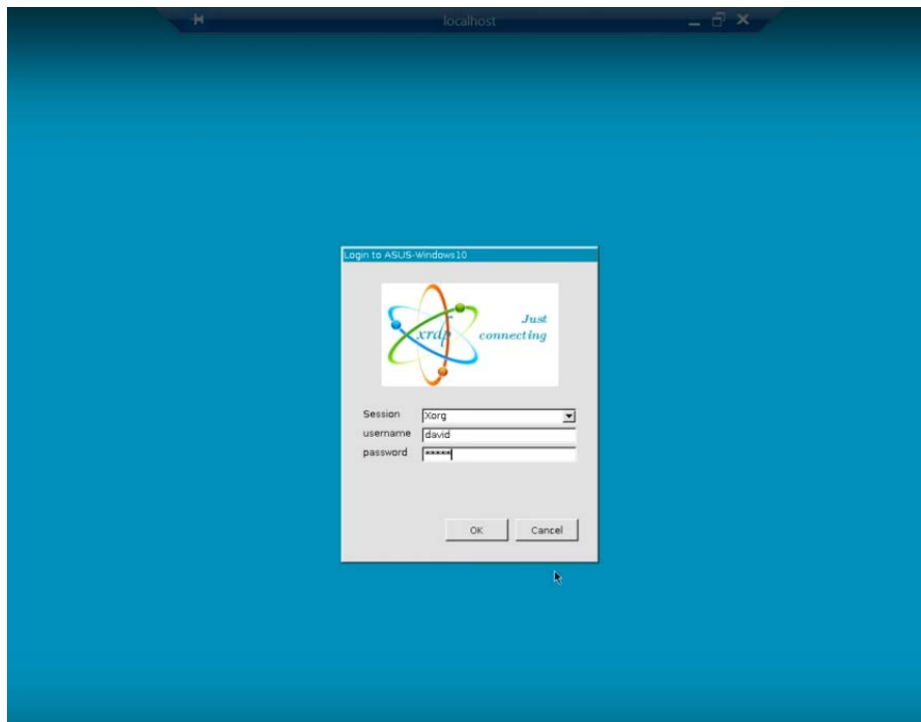 localhost
Login to ASUS-Windows10
xrdp
Just
connecting
Session Xorg
username david
password *****
OK Cancel